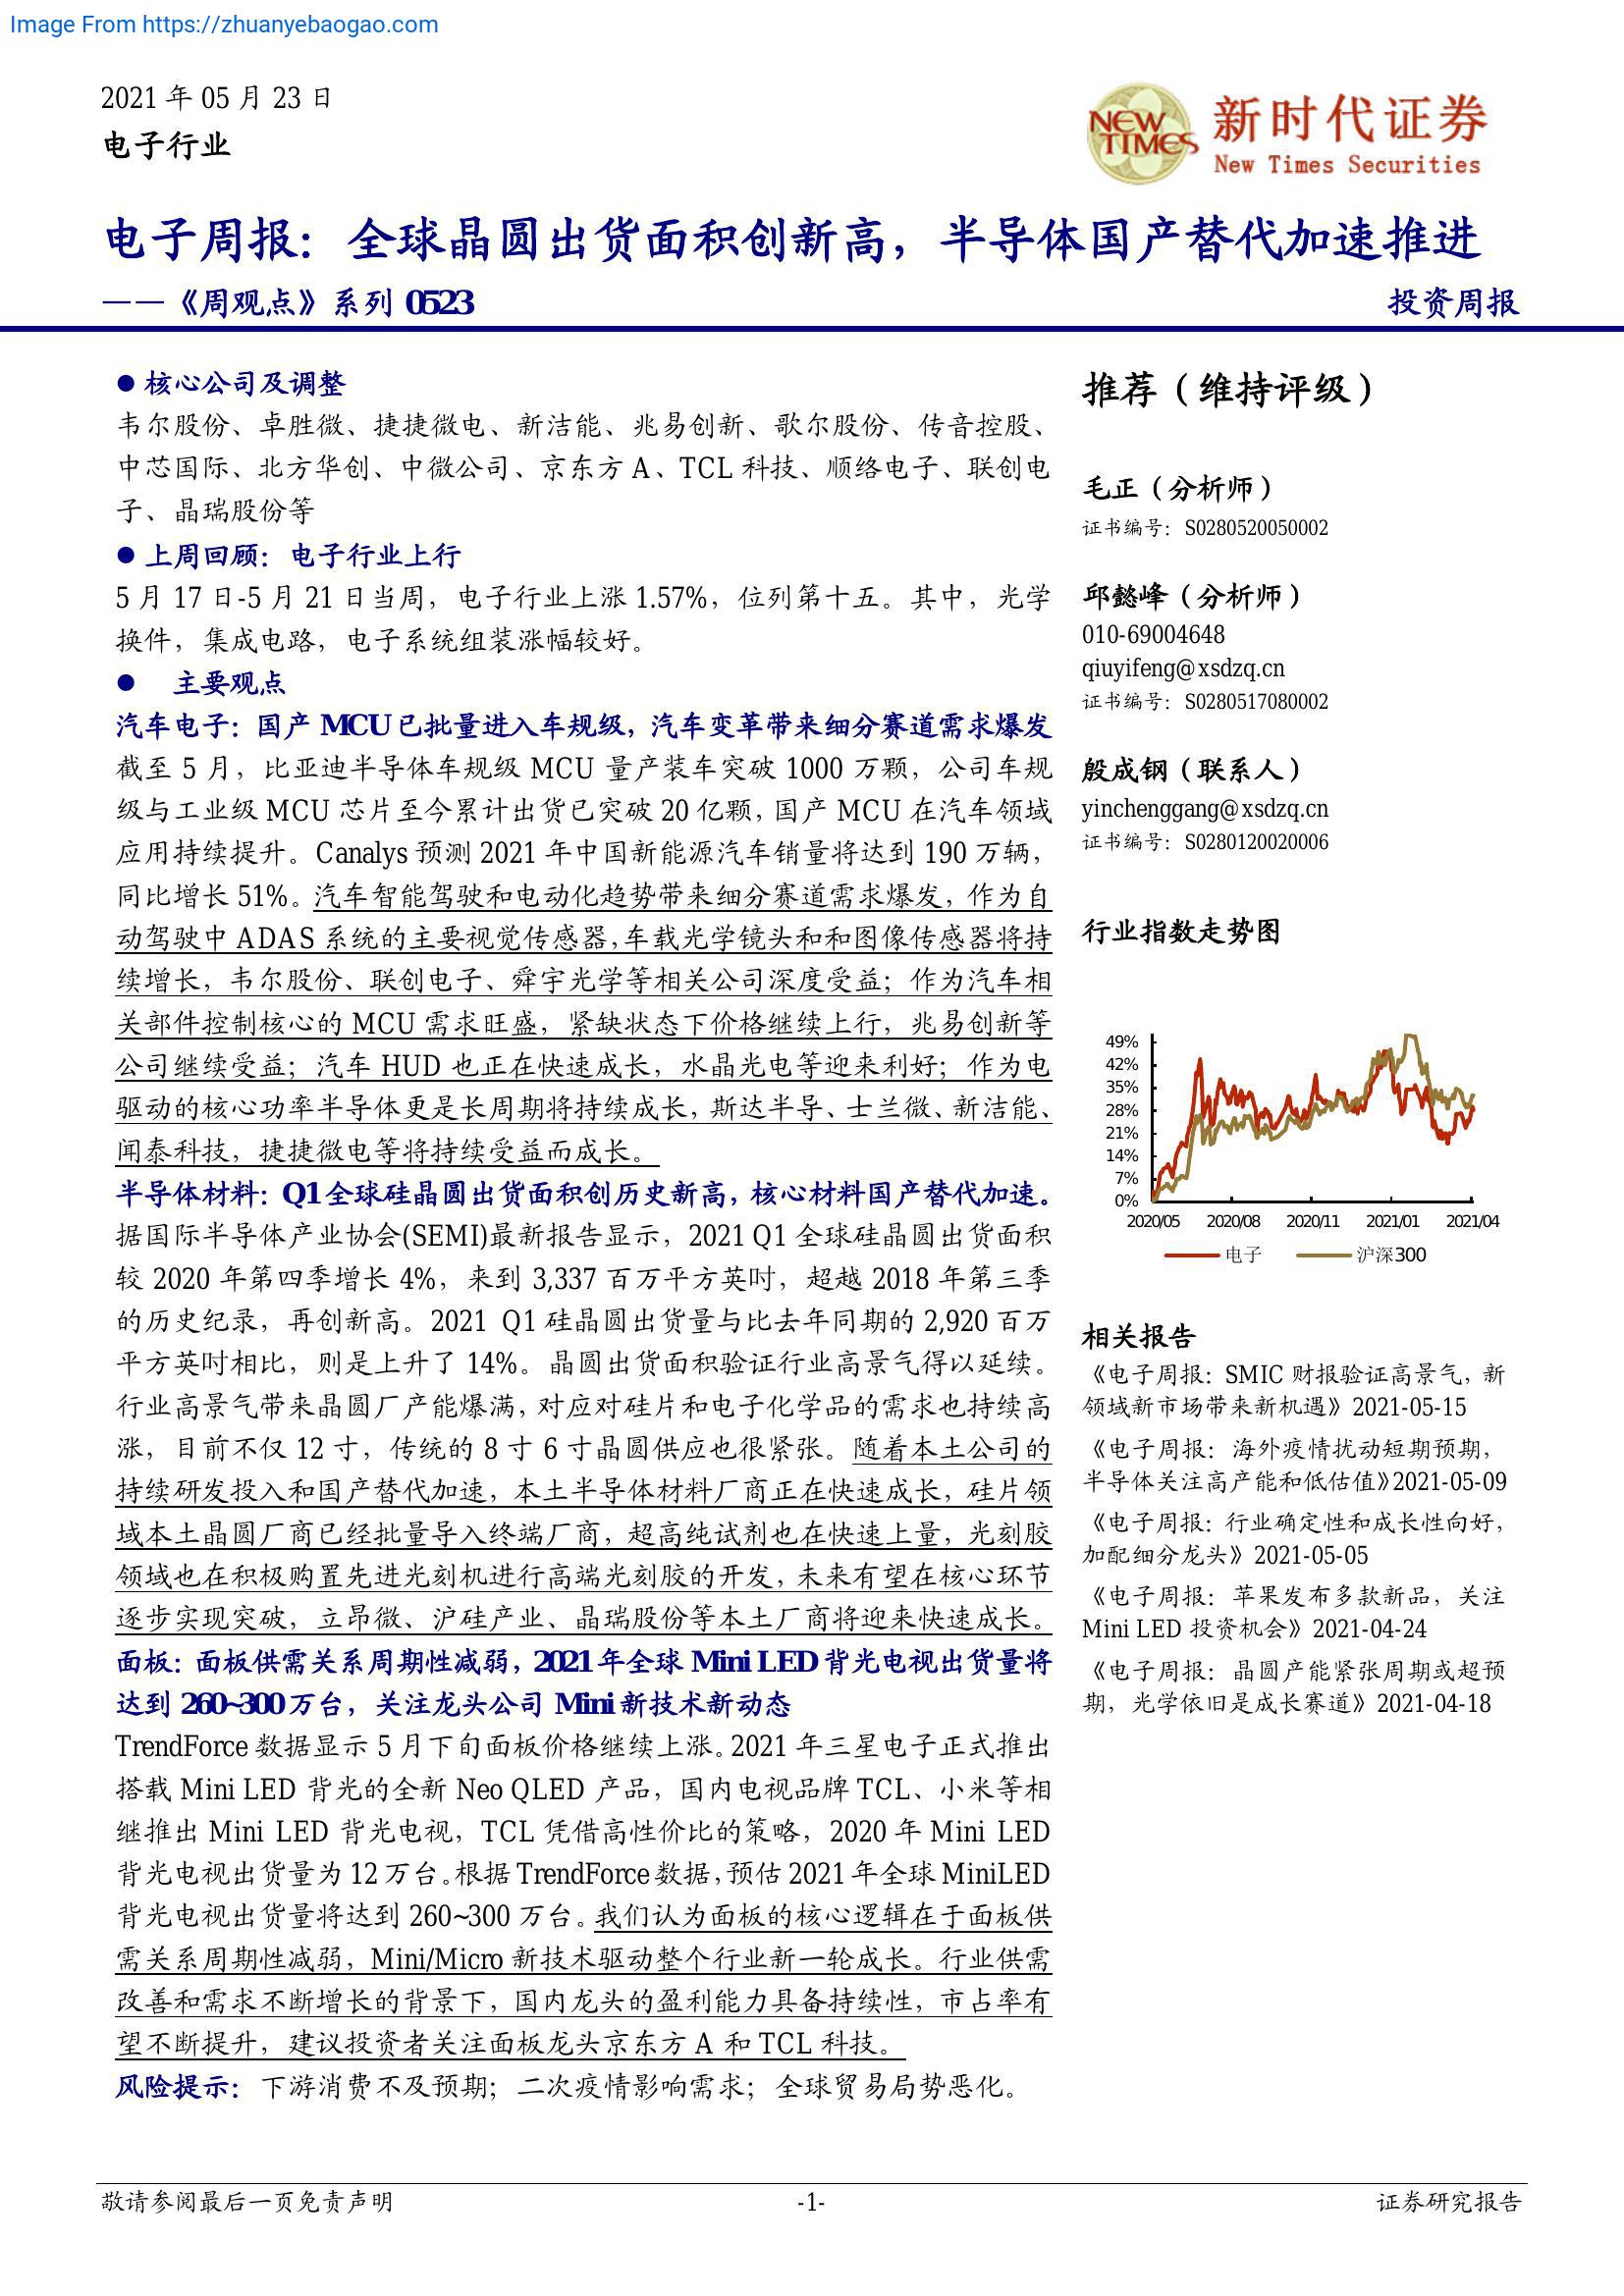 Image From https://zhuanyebaogao.com
2021 年 05 月 23 日
电子行业
NEW TIMES
新时代证券
New Times Securities
电子周报：全球晶圆出货面积创新高，半导体国产替代加速推进
——《周观点》系列 0523
投资周报
● 核心公司及调整
韦尔股份、卓胜微、捷捷微电、新洁能、兆易创新、歌尔股份、传音控股、
中芯国际、北方华创、中微公司、京东方 A、TCL 科技、顺络电子、联创电
子、晶瑞股份等
● 上周回顾：电子行业上行
5 月 17 日-5 月 21 日当周，电子行业上涨 1.57%，位列第十五。其中，光学
换件，集成电路，电子系统组装涨幅较好。
● 主要观点
汽车电子：国产 MCU 已批量进入车规级，汽车变革带来细分赛道需求爆发
截至 5 月，比亚迪半导体车规级 MCU 量产装车突破 1000 万颗，公司车规
级与工业级 MCU 芯片至今累计出货已突破 20 亿颗，国产 MCU 在汽车领域
应用持续提升。Canalys 预测 2021 年中国新能源汽车销量将达到 190 万辆，
同比增长 51%。汽车智能驾驶和电动化趋势带来细分赛道需求爆发，作为自
动驾驶中 ADAS 系统的主要视觉传感器，车载光学镜头和和图像传感器将持
续增长，韦尔股份、联创电子、舜宇光学等相关公司深度受益；作为汽车相
关部件控制核心的 MCU 需求旺盛，紧缺状态下价格继续上行，兆易创新等
公司继续受益；汽车 HUD 也正在快速成长，水晶光电等迎来利好；作为电
驱动的核心功率半导体更是长周期将持续成长，斯达半导、士兰微、新洁能、
闻泰科技，捷捷微电等将持续受益而成长。
半导体材料：Q1 全球硅晶圆出货面积创历史新高，核心材料国产替代加速。
据国际半导体产业协会(SEMI)最新报告显示，2021 Q1 全球硅晶圆出货面积
较 2020 年第四季增长 4%，来到 3,337 百万平方英吋，超越 2018 年第三季
的历史纪录，再创新高。2021 Q1 硅晶圆出货量与比去年同期的 2,920 百万
平方英吋相比，则是上升了 14%。晶圆出货面积验证行业高景气得以延续。
行业高景气带来晶圆厂产能爆满，对应对硅片和电子化学品的需求也持续高
涨，目前不仅 12 寸，传统的 8 寸 6 寸晶圆供应也很紧张。随着本土公司的
持续研发投入和国产替代加速，本土半导体材料厂商正在快速成长，硅片领
域本土晶圆厂商已经批量导入终端厂商，超高纯试剂也在快速上量，光刻胶
领域也在积极购置先进光刻机进行高端光刻胶的开发，未来有望在核心环节
逐步实现突破，立昂微、沪硅产业、晶瑞股份等本土厂商将迎来快速成长。
面板：面板供需关系周期性减弱，2021 年全球 Mini LED 背光电视出货量将
达到 260~300 万台，关注龙头公司 Mini 新技术新动态
TrendForce 数据显示 5 月下旬面板价格继续上涨。2021 年三星电子正式推出
搭载 Mini LED 背光的全新 Neo QLED 产品，国内电视品牌 TCL、小米等相
继推出 Mini LED 背光电视，TCL 凭借高性价比的策略，2020 年 Mini LED
背光电视出货量为 12 万台。根据 TrendForce 数据，预估 2021 年全球 MiniLED
背光电视出货量将达到 260~300 万台。我们认为面板的核心逻辑在于面板供
需关系周期性减弱，Mini/Micro 新技术驱动整个行业新一轮成长。行业供需
改善和需求不断增长的背景下，国内龙头的盈利能力具备持续性，市占率有
望不断提升，建议投资者关注面板龙头京东方 A 和 TCL 科技。
风险提示：下游消费不及预期；二次疫情影响需求；全球贸易局势恶化。
推荐（维持评级）
毛正（分析师）
证书编号：S0280520050002
邱懿峰（分析师）
010-69004648
qiuyifeng@xsdzq.cn
证书编号：S0280517080002
殷成钢（联系人）
yinchenggang@xsdzq.cn
证书编号：S0280120020006
行业指数走势图
49%
42%
35%
28%
21%
14%
7%
0%
2020/05 2020/08 2020/11 2021/01 2021/04
电子 沪深300
相关报告
《电子周报：SMIC 财报验证高景气，新
领域新市场带来新机遇》2021-05-15
《电子周报：海外疫情扰动短期预期，
半导体关注高产能和低估值》2021-05-09
《电子周报：行业确定性和成长性向好，
加配细分龙头》2021-05-05
《电子周报：苹果发布多款新品，关注
Mini LED 投资机会》2021-04-24
《电子周报：晶圆产能紧张周期或超预
期，光学依旧是成长赛道》2021-04-18
敬请参阅最后一页免责声明
-1-
证券研究报告